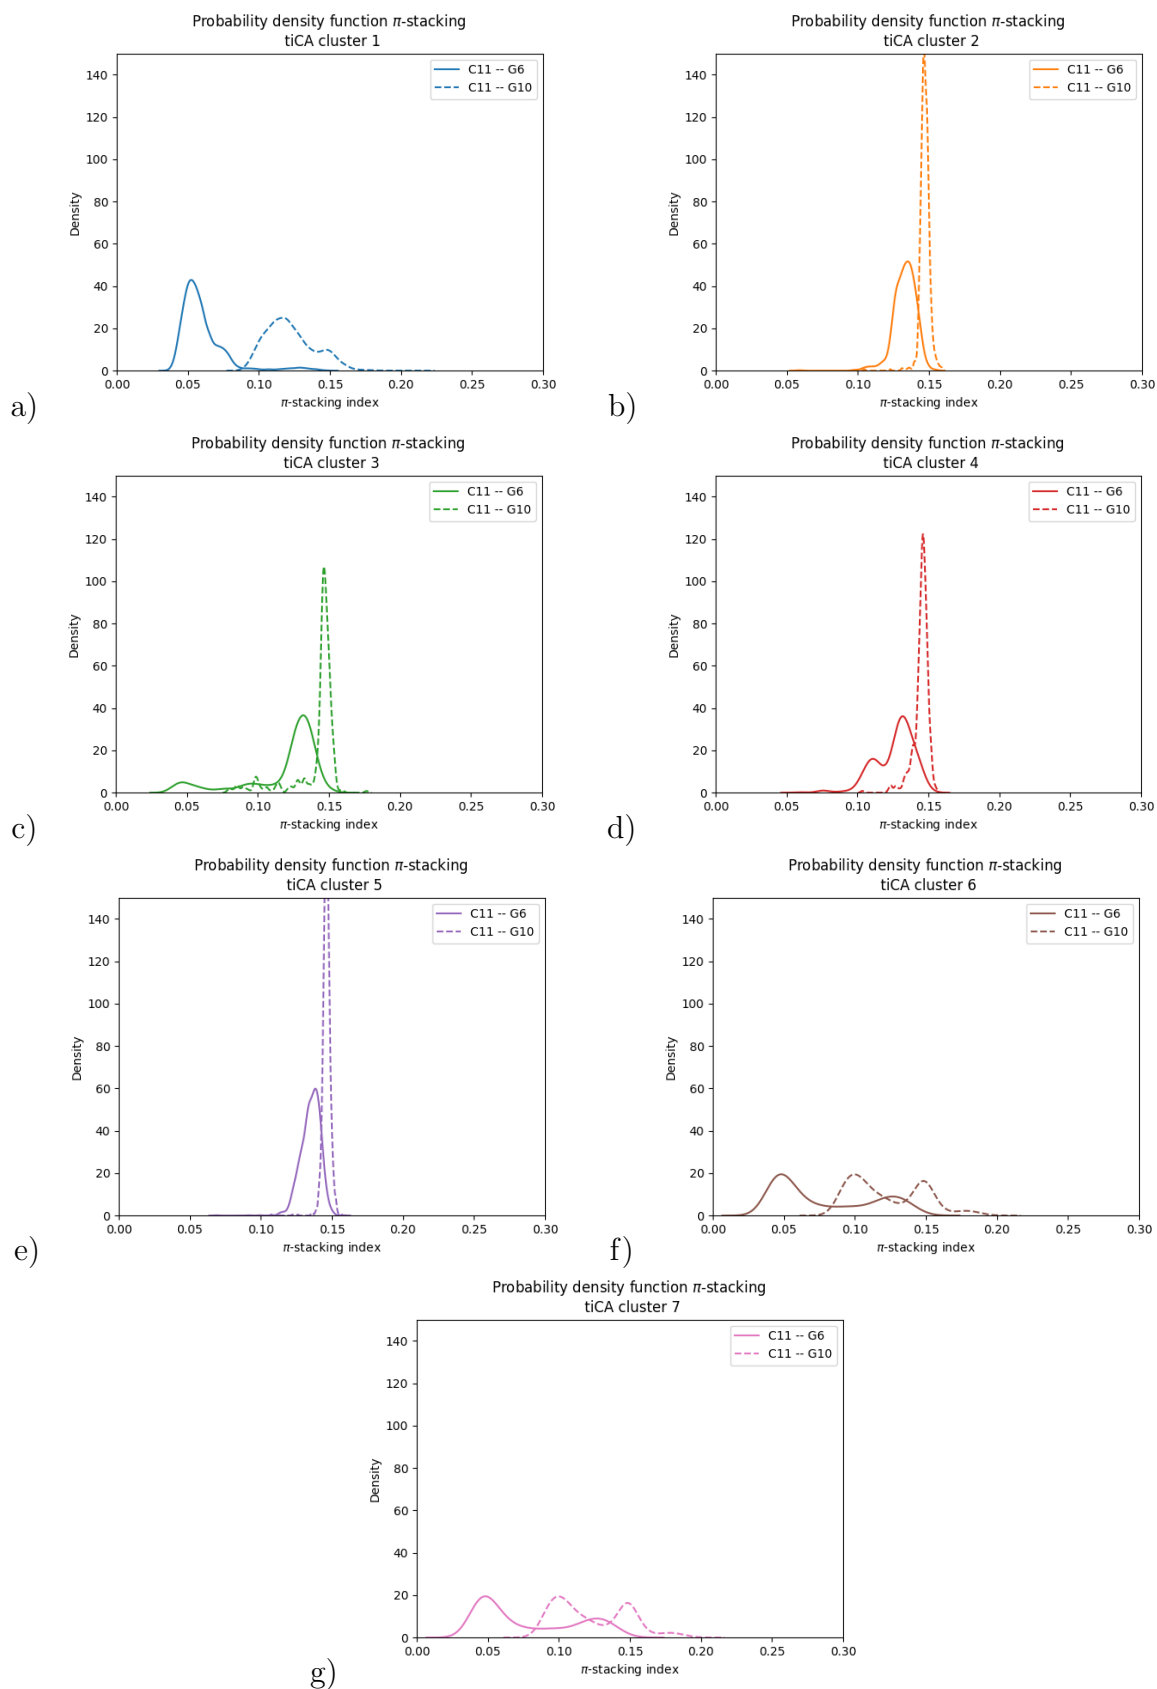 Probability density function π-stacking
tiCA cluster 1
C11 -- G6
C11 -- G10
140
120
100
80
60
40
20
0
Density
0.00 0.05 0.10 0.15 0.20 0.25 0.30
π-stacking index
a)
Probability density function π-stacking
tiCA cluster 2
C11 -- G6
C11 -- G10
140
120
100
80
60
40
20
0
Density
0.00 0.05 0.10 0.15 0.20 0.25 0.30
π-stacking index
b)
Probability density function π-stacking
tiCA cluster 3
C11 -- G6
C11 -- G10
140
120
100
80
60
40
20
0
Density
0.00 0.05 0.10 0.15 0.20 0.25 0.30
π-stacking index
c)
Probability density function π-stacking
tiCA cluster 4
C11 -- G6
C11 -- G10
140
120
100
80
60
40
20
0
Density
0.00 0.05 0.10 0.15 0.20 0.25 0.30
π-stacking index
d)
Probability density function π-stacking
tiCA cluster 5
C11 -- G6
C11 -- G10
140
120
100
80
60
40
20
0
Density
0.00 0.05 0.10 0.15 0.20 0.25 0.30
π-stacking index
e)
Probability density function π-stacking
tiCA cluster 6
C11 -- G6
C11 -- G10
140
120
100
80
60
40
20
0
Density
0.00 0.05 0.10 0.15 0.20 0.25 0.30
π-stacking index
f)
Probability density function π-stacking
tiCA cluster 7
C11 -- G6
C11 -- G10
140
120
100
80
60
40
20
0
Density
0.00 0.05 0.10 0.15 0.20 0.25 0.30
π-stacking index
g)